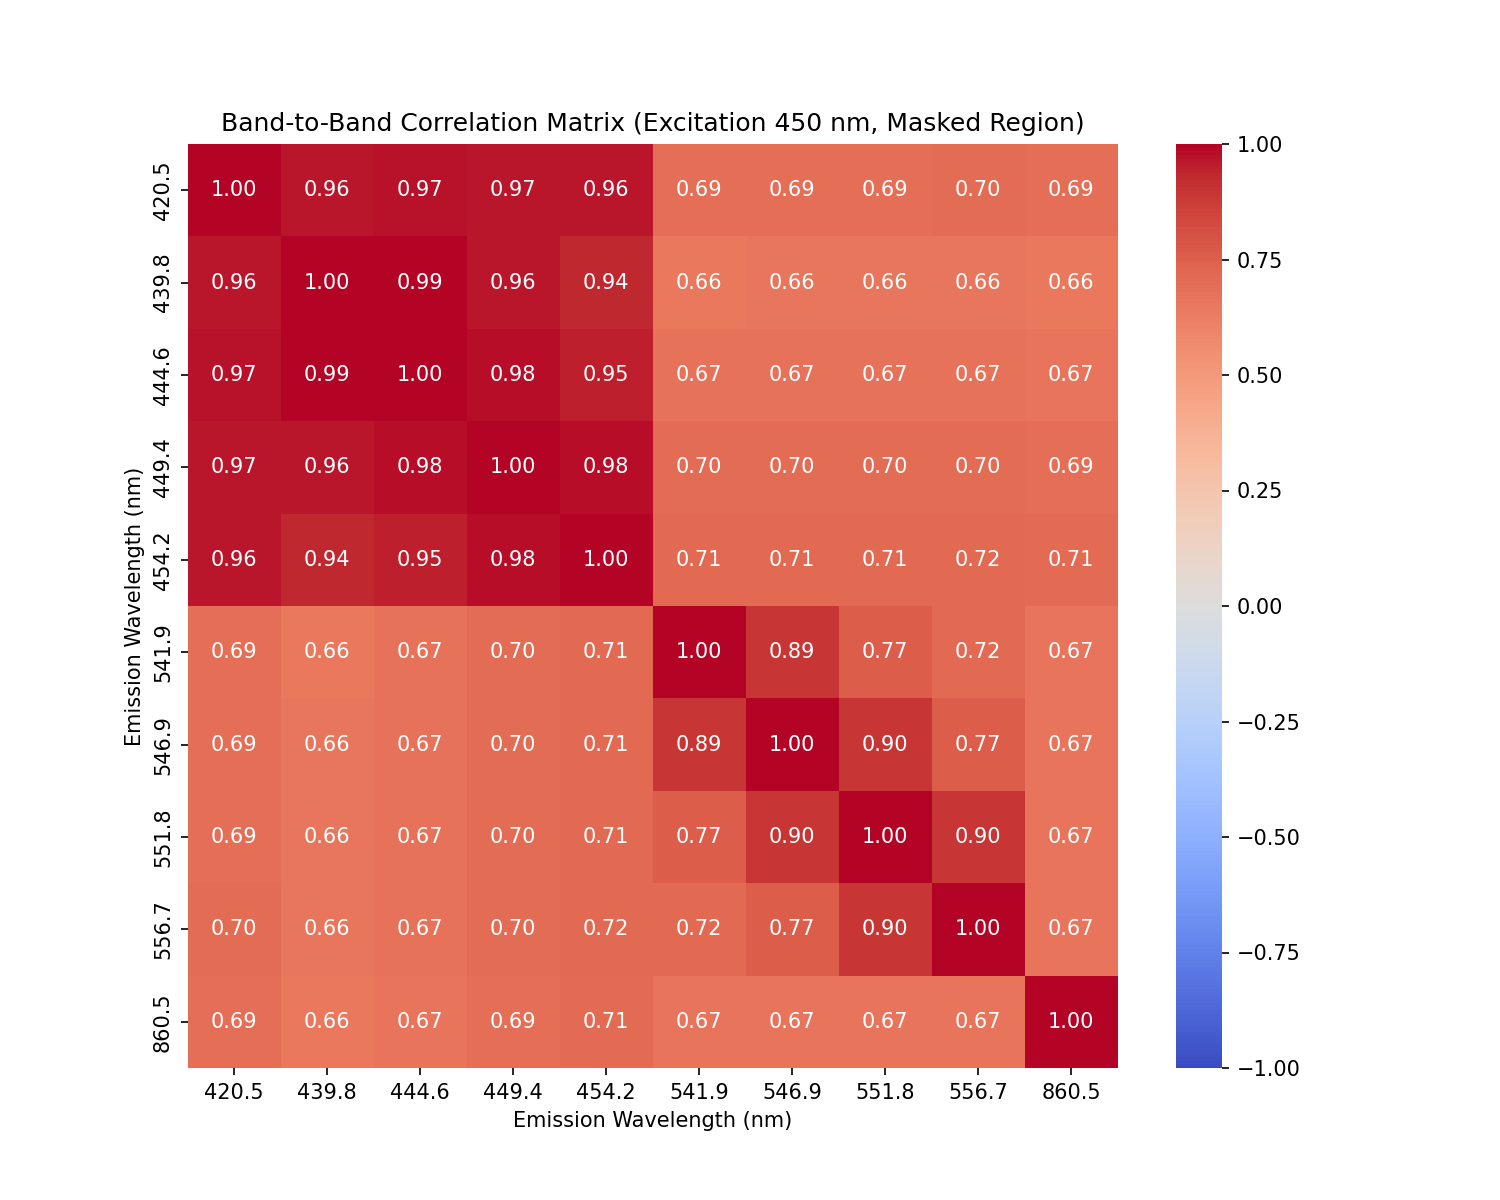 Band-to-Band Correlation Matrix (Excitation 450 nm, Masked Region)
Emission Wavelength (nm)
420.5 1.00 0.96 0.97 0.97 0.96 0.69 0.69 0.69 0.70 0.69
439.8 0.96 1.00 0.99 0.96 0.94 0.66 0.66 0.66 0.66 0.66
444.6 0.97 0.99 1.00 0.98 0.95 0.67 0.67 0.67 0.67 0.67
449.4 0.97 0.96 0.98 1.00 0.98 0.70 0.70 0.70 0.70 0.69
454.2 0.96 0.94 0.95 0.98 1.00 0.71 0.71 0.71 0.72 0.71
541.9 0.69 0.66 0.67 0.70 0.71 1.00 0.89 0.77 0.72 0.67
546.9 0.69 0.66 0.67 0.70 0.71 0.89 1.00 0.90 0.77 0.67
551.8 0.69 0.66 0.67 0.70 0.71 0.77 0.90 1.00 0.90 0.67
556.7 0.70 0.66 0.67 0.70 0.72 0.72 0.77 0.90 1.00 0.67
860.5 0.69 0.66 0.67 0.69 0.71 0.67 0.67 0.67 0.67 1.00
420.5 439.8 444.6 449.4 454.2 541.9 546.9 551.8 556.7 860.5
Emission Wavelength (nm)
1.00
0.75
0.50
0.25
0.00
−0.25
−0.50
−0.75
−1.00